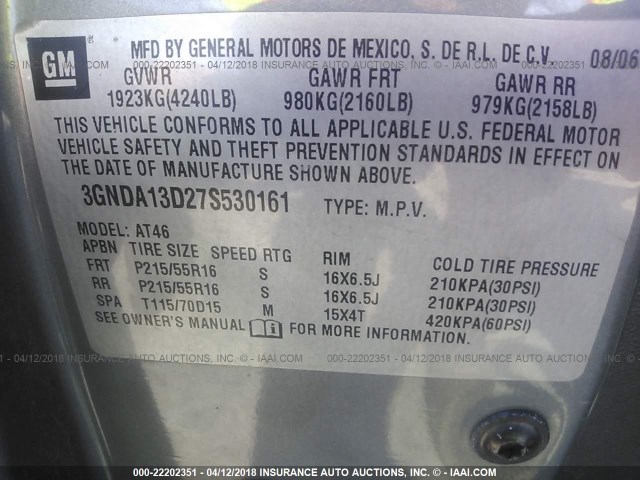 GM
MFD BY GENERAL MOTORS DE MEXICO, S. DE R.L. DE C.V. 08/06
GVWR GAWR FRT GAWR RR
1923KG(4240LB) 980KG(2160LB) 979KG(2158LB)
THIS VEHICLE CONFORMS TO ALL APPLICABLE U.S. FEDERAL MOTOR
VEHICLE SAFETY AND THEFT PREVENTION STANDARDS IN EFFECT ON
THE DATE OF MANUFACTURE SHOWN ABOVE.
3GNDA13D27S530161 TYPE: M.P.V.
MODEL: AT46
APBN TIRE SIZE SPEED RTG RIM COLD TIRE PRESSURE
FRT P215/55R16 S 16X6.5J 210KPA(30PSI)
RR P215/55R16 S 16X6.5J 210KPA(30PSI)
SPA T115/70D15 M 15X4T 420KPA(60PSI)
SEE OWNER'S MANUAL FOR MORE INFORMATION.
000-22202351 - 04/12/2018 INSURANCE AUTO AUCTIONS - WWW.IAAI.COM